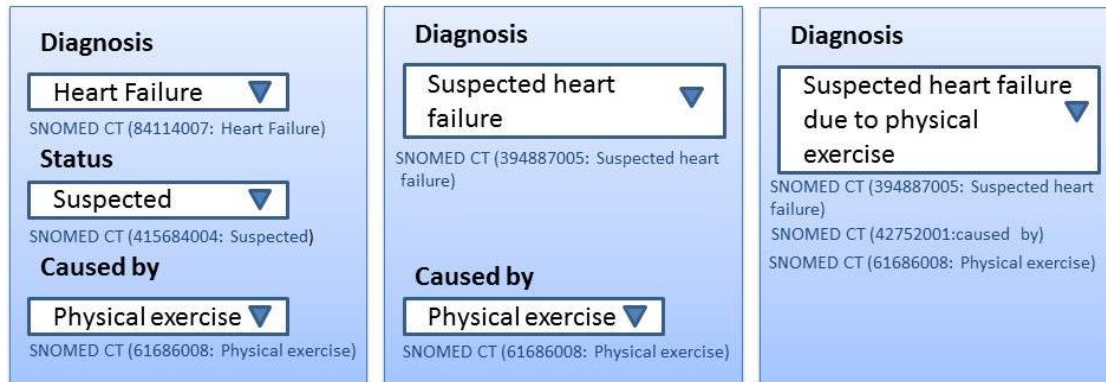 Diagnosis
Heart Failure
SNOMED CT (84114007: Heart Failure)
Status
Suspected
SNOMED CT (415684004: Suspected)
Caused by
Physical exercise
SNOMED CT (61686008: Physical exercise)
Diagnosis
Suspected heart
failure
SNOMED CT (394887005: Suspected heart
failure)
Caused by
Physical exercise
SNOMED CT (61686008: Physical exercise)
Diagnosis
Suspected heart failure
due to physical
exercise
SNOMED CT (394887005: Suspected heart
failure)
SNOMED CT (42752001:caused by)
SNOMED CT (61686008: Physical exercise)